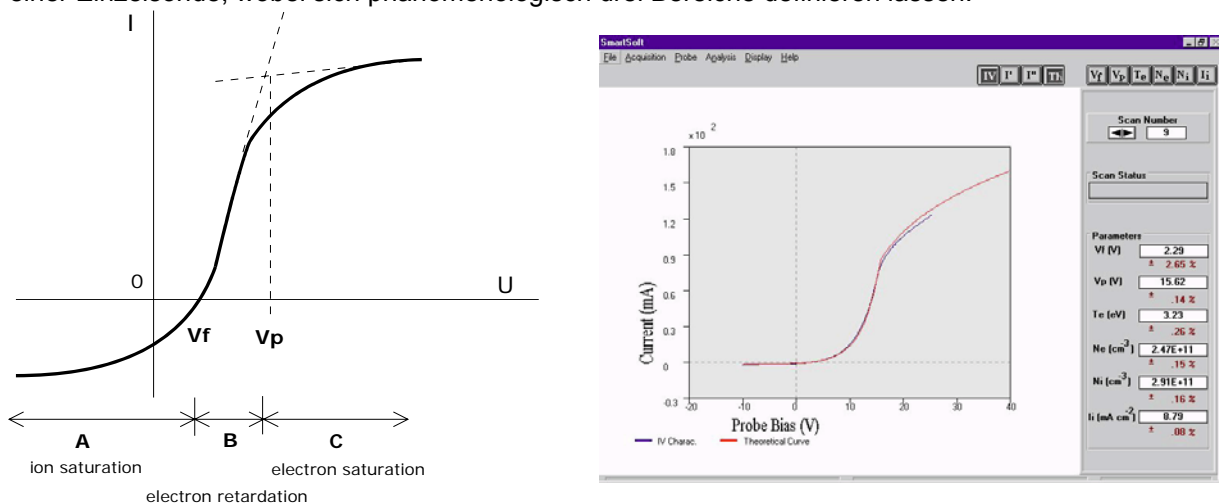 einer Einzelsonde, wobei sich phänomenologisch drei Bereiche definieren lassen.
I
0
U
Vf
Vp
A
B
C
ion saturation
electron saturation
electron retardation
SmartSoft
File Acquisition Probe Analysis Display Help
IV I' I'' Th Vf Vp Te Ne Ni Ii
Scan Number
9
Scan Status
Parameters
Vf (V) 2.29
± 2.65 %
Vp (V) 15.62
± .14 %
Te (eV) 3.23
± .26 %
Ne (cm-3) 2.47E+11
± .15 %
Ni (cm-3) 2.91E+11
± .16 %
Ii (mA cm-2) 8.79
± .08 %
x 10 2
1.8
1.5
1.2
0.9
0.6
0.3
0
-0.3
Current (mA)
-20 -10 0 10 20 30 40
Probe Bias (V)
IV Charac. Theoretical Curve